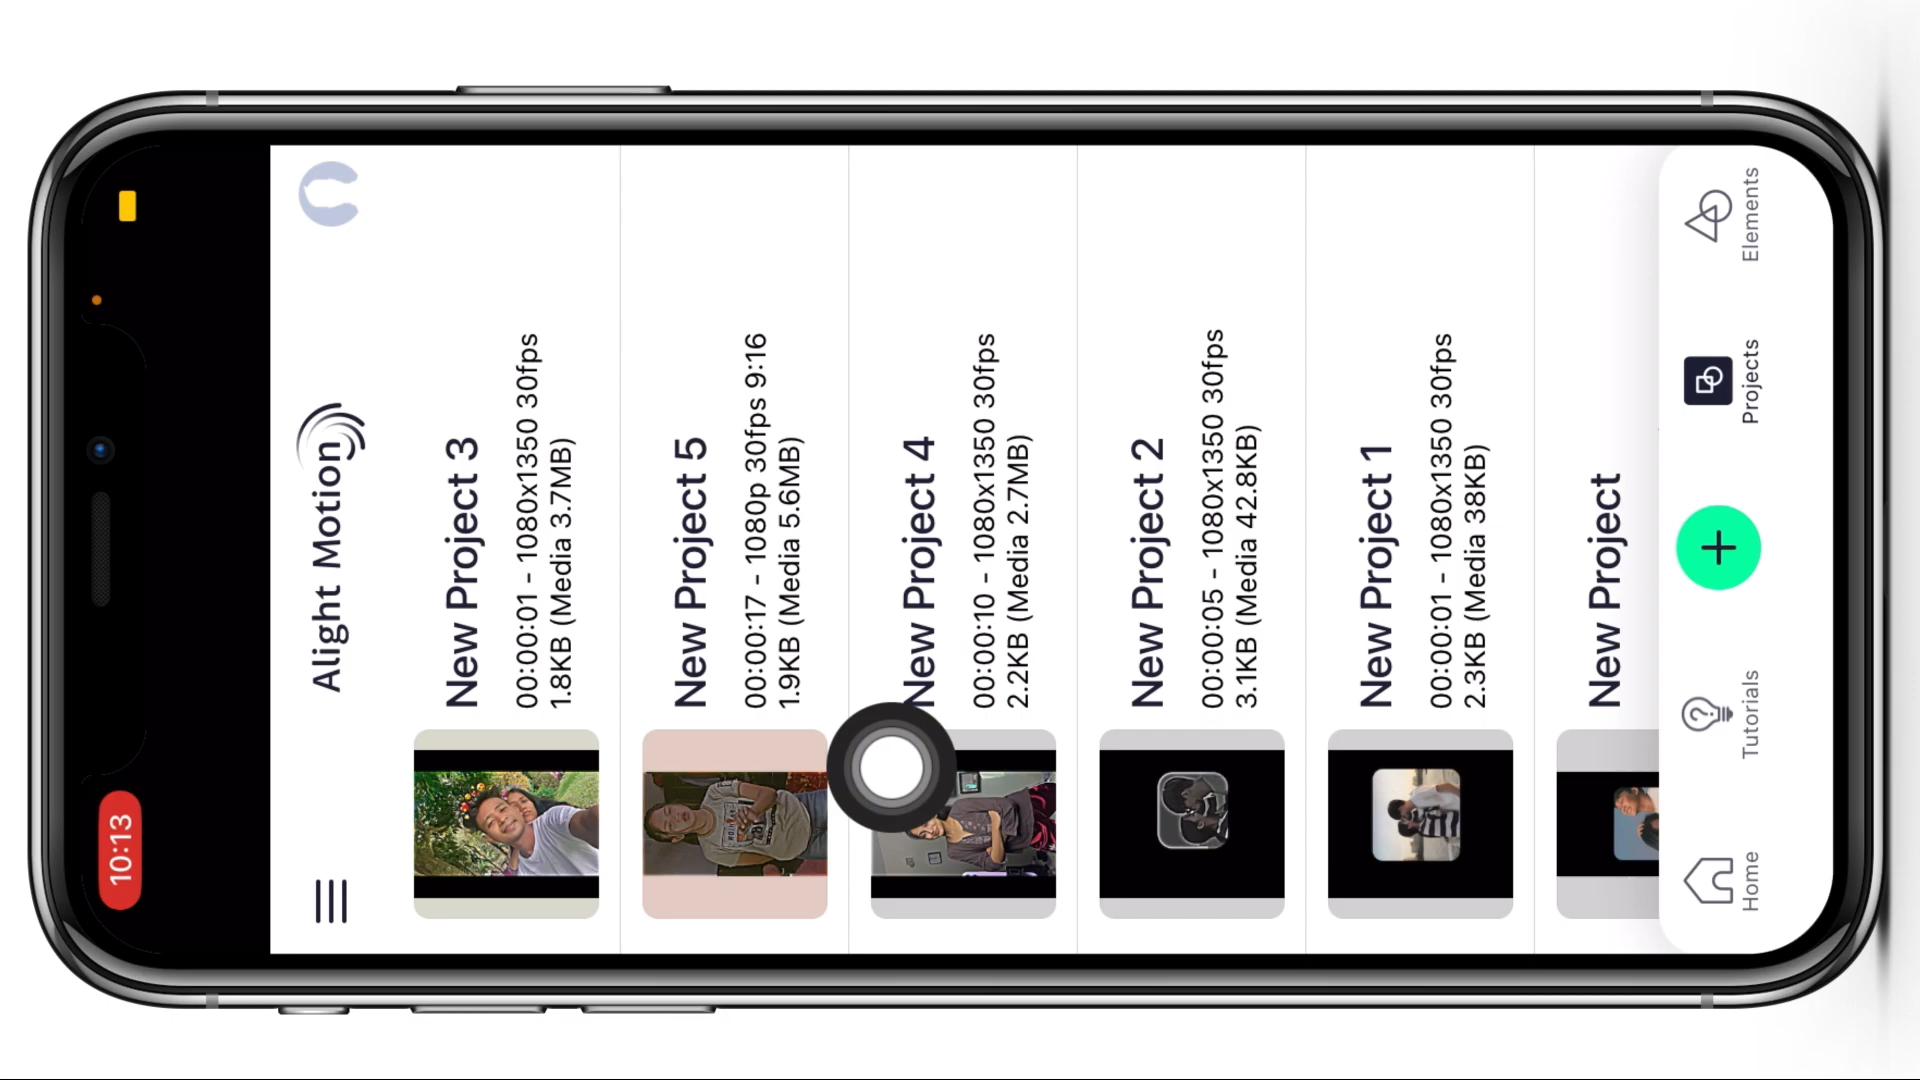 10:13
Alight Motion
New Project 3
00:00:01 - 1080x1350 30fps
1.8KB (Media 3.7MB)
New Project 5
00:00:17 - 1080p 30fps 9:16
1.9KB (Media 5.6MB)
New Project 4
00:00:10 - 1080x1350 30fps
2.2KB (Media 2.7MB)
New Project 2
00:00:05 - 1080x1350 30fps
3.1KB (Media 42.8KB)
New Project 1
00:00:01 - 1080x1350 30fps
2.3KB (Media 38KB)
New Project
Home
Tutorials
Projects
Elements